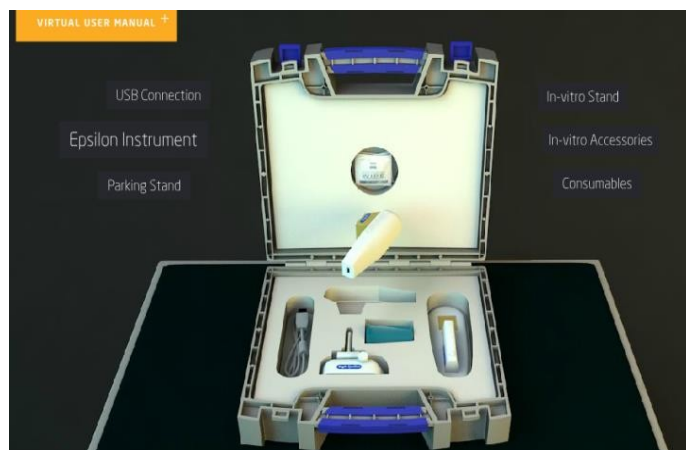 VIRTUAL USER MANUAL +
USB Connection
Epsilon Instrument
Parking Stand
In-vitro Stand
In-vitro Accessories
Consumables